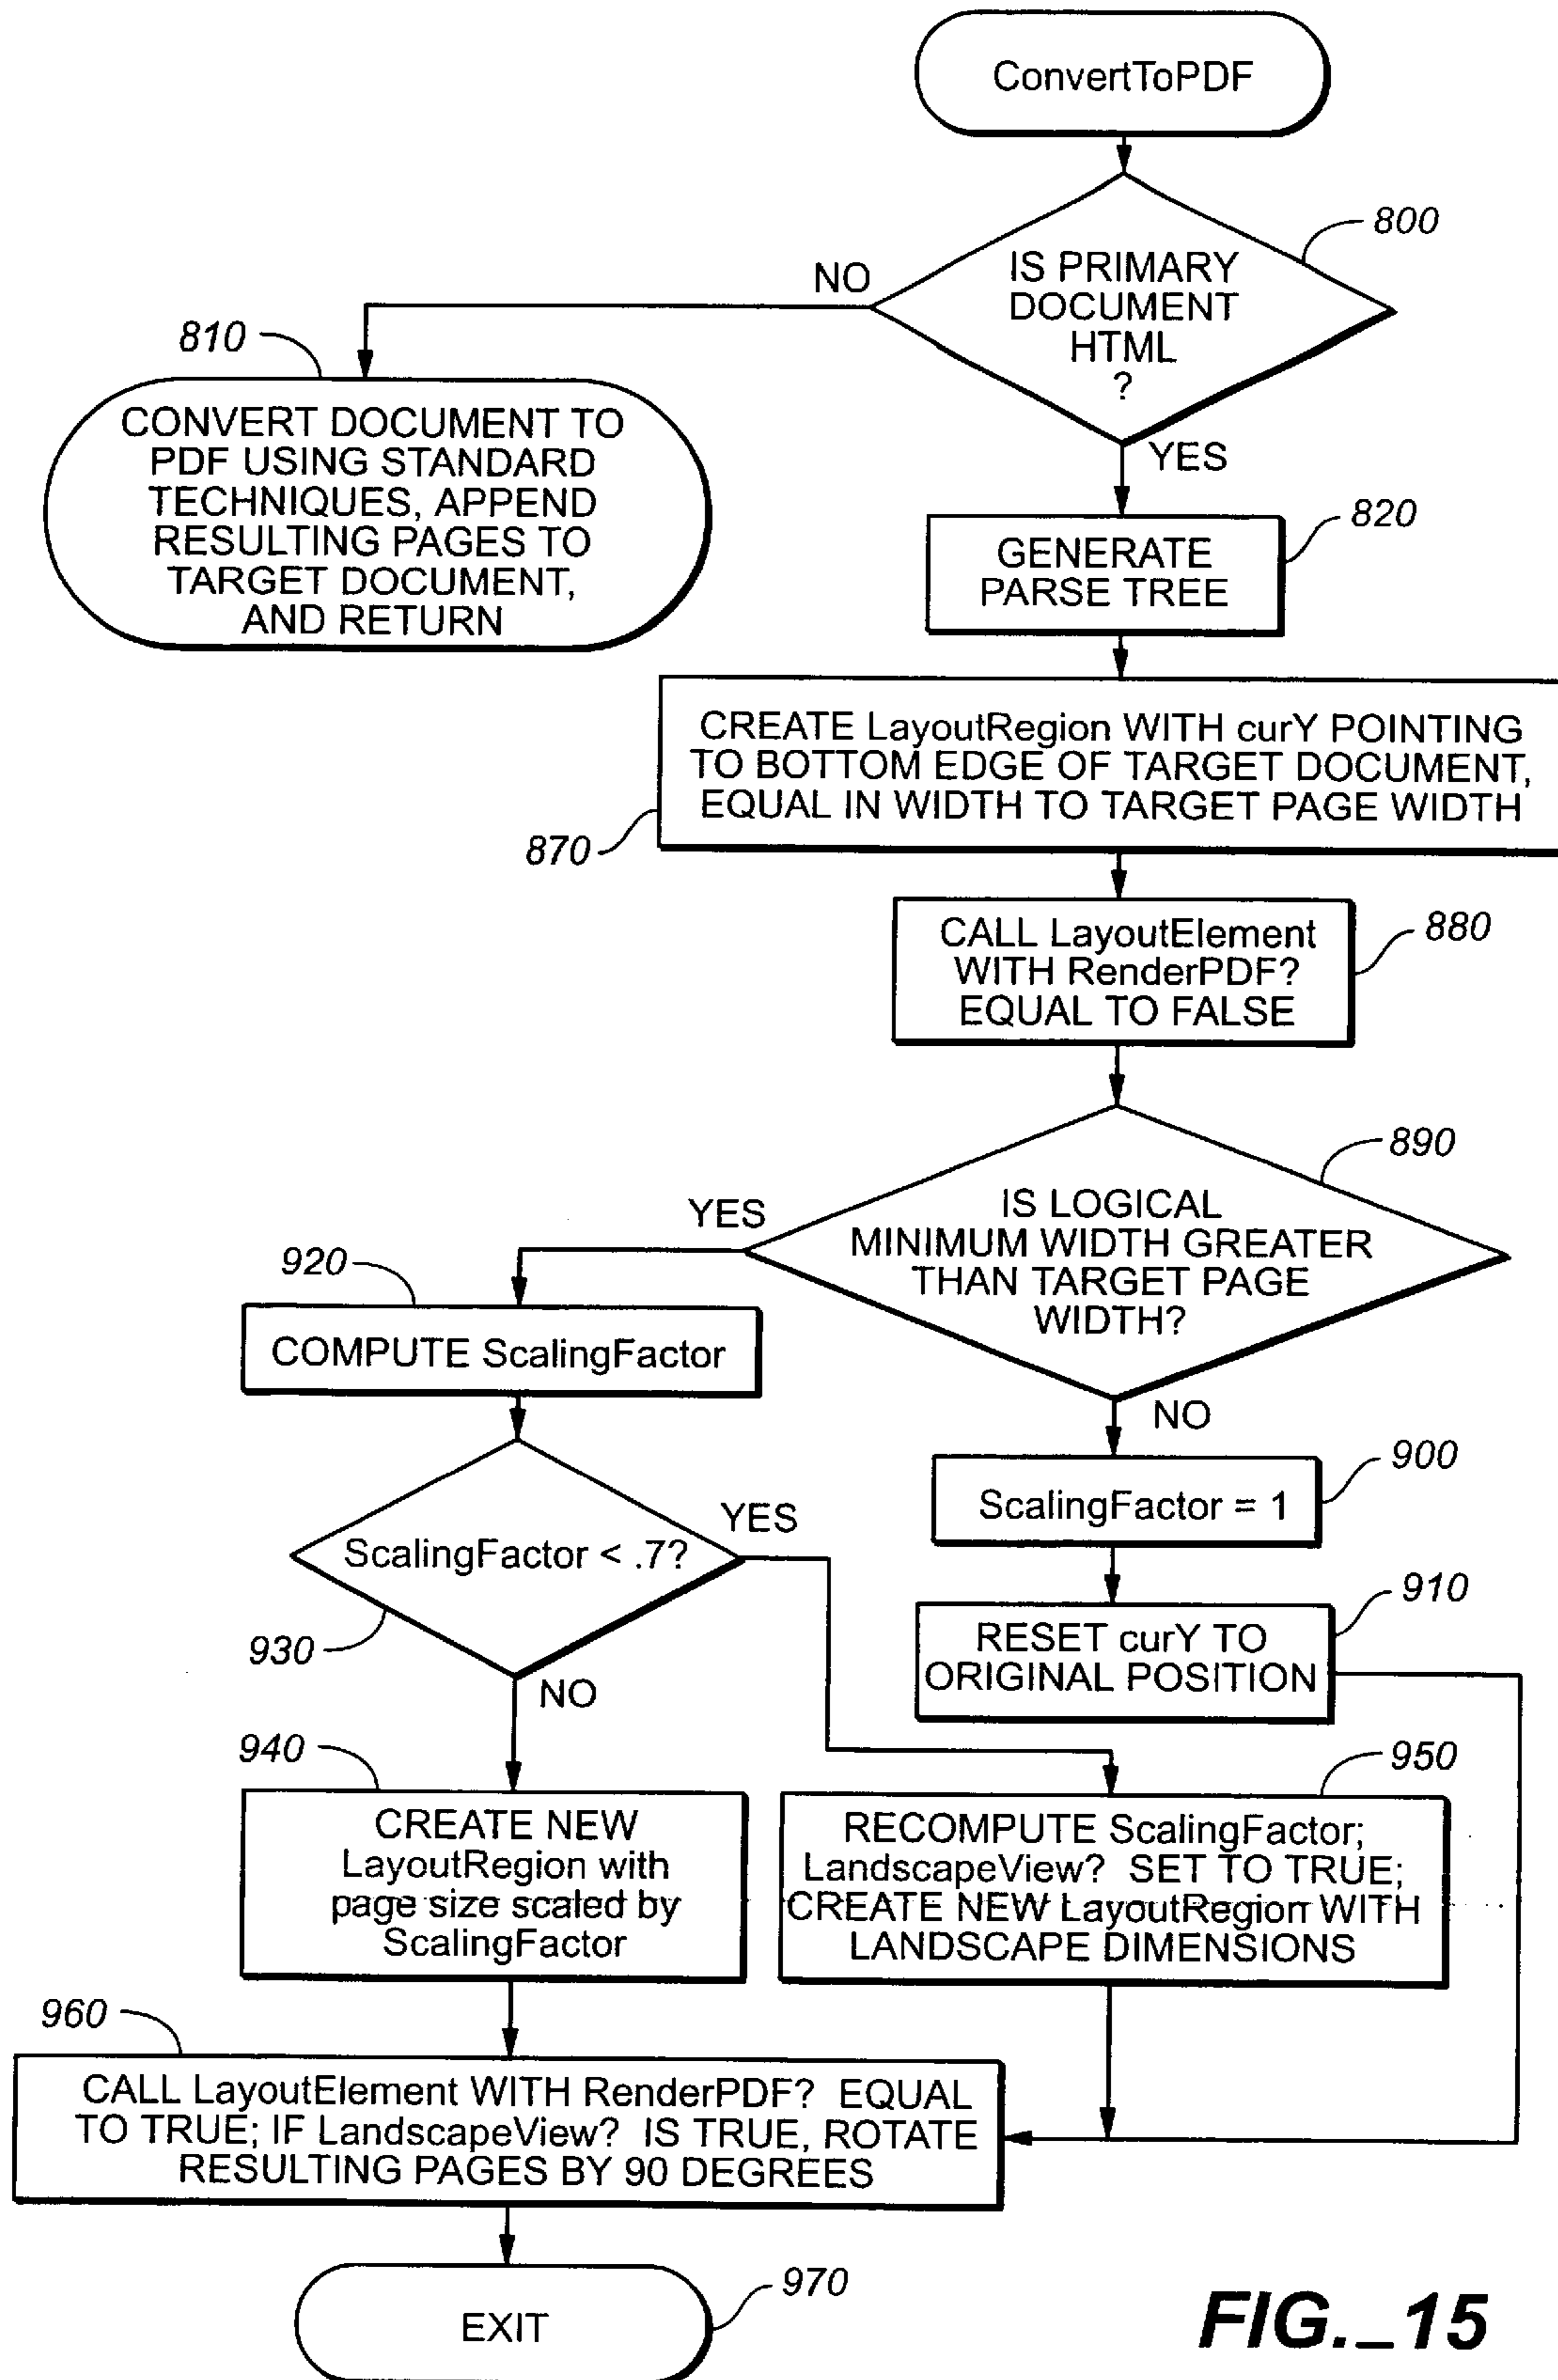 ConvertToPDF
800
IS PRIMARY
DOCUMENT
HTML
?
NO
YES
810
CONVERT DOCUMENT TO
PDF USING STANDARD
TECHNIQUES, APPEND
RESULTING PAGES TO
TARGET DOCUMENT,
AND RETURN
820
GENERATE
PARSE TREE
CREATE LayoutRegion WITH curY POINTING
TO BOTTOM EDGE OF TARGET DOCUMENT,
EQUAL IN WIDTH TO TARGET PAGE WIDTH
870
CALL LayoutElement
WITH RenderPDF?
EQUAL TO FALSE
880
890
IS LOGICAL
MINIMUM WIDTH GREATER
THAN TARGET PAGE
WIDTH?
YES
NO
920
COMPUTE ScalingFactor
900
ScalingFactor = 1
ScalingFactor < .7?
YES
930
NO
910
RESET curY TO
ORIGINAL POSITION
940
CREATE NEW
LayoutRegion with
page size scaled by
ScalingFactor
950
RECOMPUTE ScalingFactor;
LandscapeView? SET TO TRUE;
CREATE NEW LayoutRegion WITH
LANDSCAPE DIMENSIONS
960
CALL LayoutElement WITH RenderPDF? EQUAL
TO TRUE; IF LandscapeView? IS TRUE, ROTATE
RESULTING PAGES BY 90 DEGREES
970
EXIT
FIG._15